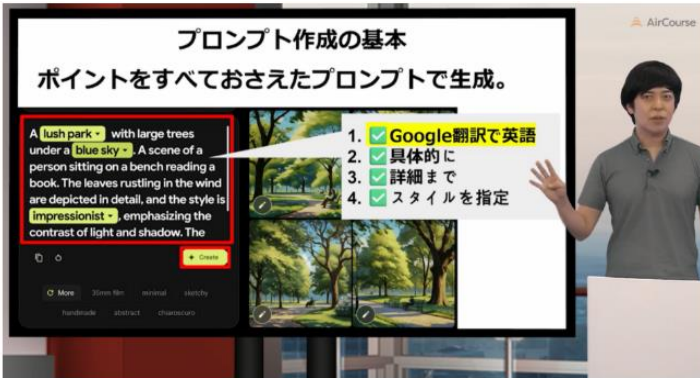 AirCourse
プロンプト作成の基本
ポイントをすべておさえたプロンプトで生成。
A lush park with large trees
under a blue sky . A scene of a
person sitting on a bench reading a
book. The leaves rustling in the wind
are depicted in detail, and the style is
impressionist , emphasizing the
contrast of light and shadow. The
Create
More 35mm film minimal sketchy
handmade abstract chiaroscuro
1. ✅ Google翻訳で英語
2. ✅ 具体的に
3. ✅ 詳細まで
4. ✅ スタイルを指定